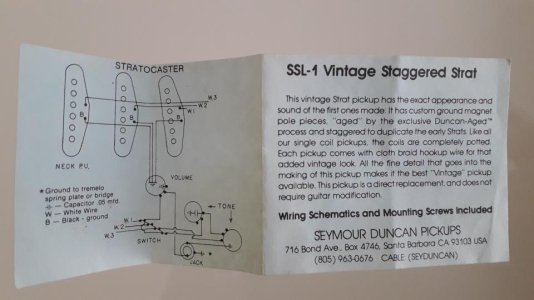 STRATOCASTER
W.3
W.2
W.1
B
B
B
NECK P.U.
VOLUME
* Ground to tremelo
spring plate or bridge
Capacitor .05 mfd.
W – White Wire
B – Black - ground
TONE
W.1
W.2
W.3
SWITCH
JACK
*
SSL-1 Vintage Staggered Strat
This vintage Strat pickup has the exact appearance and
sound of the first ones made. It has custom ground magnet
pole pieces, "aged" by the exclusive Duncan-Aged™
process and staggered to duplicate the early Strats. Like all
our single coil pickups, the coils are completely potted.
Each pickup comes with cloth braid hookup wire for that
added vintage look. All the fine detail that goes into the
making of this pickup makes it the best "Vintage" pickup
available. This pickup is a direct replacement, and does not
require guitar modification.
Wiring Schematics and Mounting Screws Included
SEYMOUR DUNCAN PICKUPS
716 Bond Ave., Box 4746, Santa Barbara CA 93103 USA
(805) 963-0676 CABLE (SEYDUNCAN)